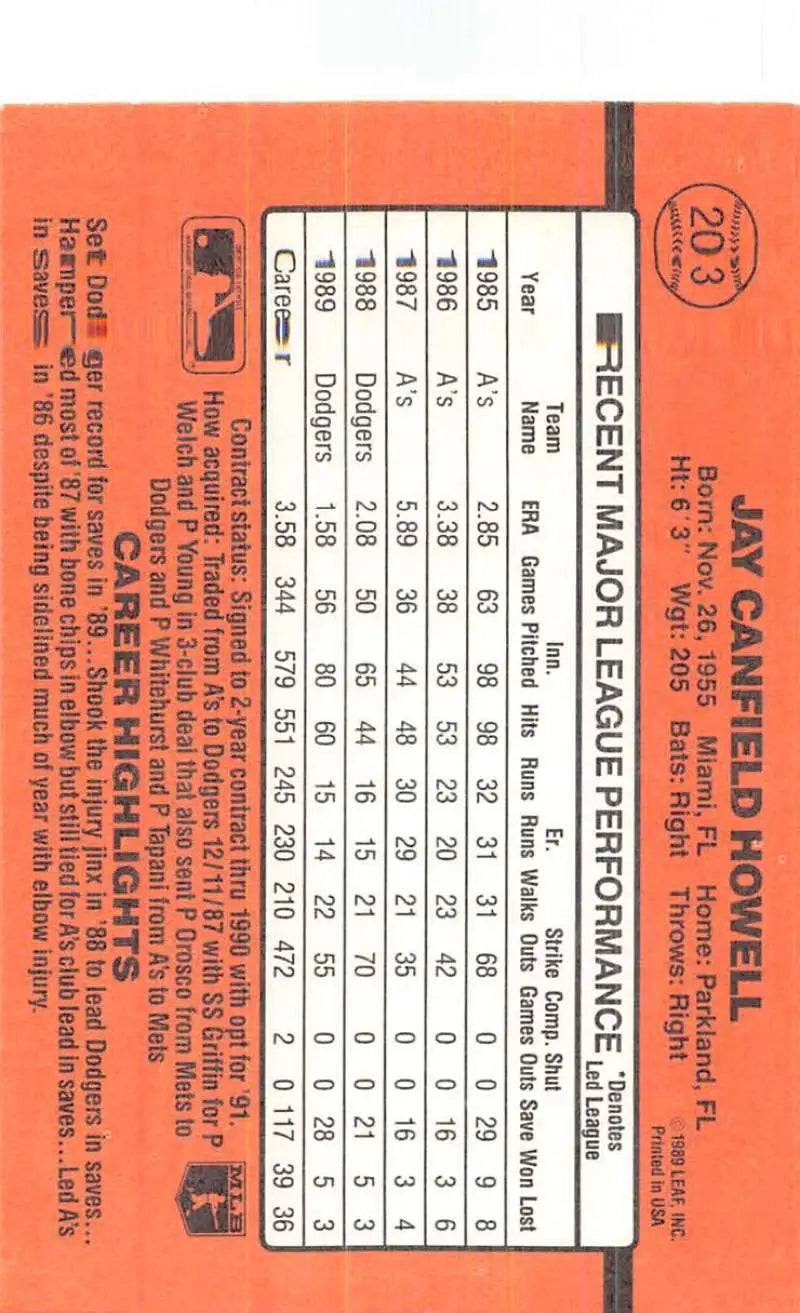 203
JAY CANFIELD HOWELL
Born: Nov. 26, 1955 Miami, FL Home: Parkland, FL
Ht: 6'3" Wgt: 205 Bats: Right Throws: Right
© 1989 LEAF, INC.
Printed in USA
RECENT MAJOR LEAGUE PERFORMANCE *Denotes Led League
Team Inn. Er. Strike Comp. Shut
Year Name ERA Games Pitched Hits Runs Runs Walks Outs Games Outs Save Won Lost
1985 A's 2.85 63 98 98 32 31 31 68 0 0 29 9 8
1986 A's 3.38 38 53 53 23 20 23 42 0 0 16 3 6
1987 A's 5.89 36 44 48 30 29 21 35 0 0 16 3 4
1988 Dodgers 2.08 50 65 44 16 15 21 70 0 0 21 5 3
1989 Dodgers 1.58 56 80 60 15 14 22 55 0 0 28 5 3
Career 3.58 344 579 551 245 230 210 472 2 0 117 39 36
Contract status: Signed to 2-year contract thru 1990 with opt for '91.
How acquired: Traded from A's to Dodgers 12/11/87 with SS Griffin for P
Welch and P Young in 3-club deal that also sent P Orosco from Mets to
Dodgers and P Whitehurst and P Tapani from A's to Mets
MLB
CAREER HIGHLIGHTS
Set Dodger record for saves in '89...Shook the injury jinx in '88 to lead Dodgers in saves...
Hampered most of '87 with bone chips in elbow but still tied for A's club lead in saves...Led A's
in saves in '86 despite being sidelined much of year with elbow injury.